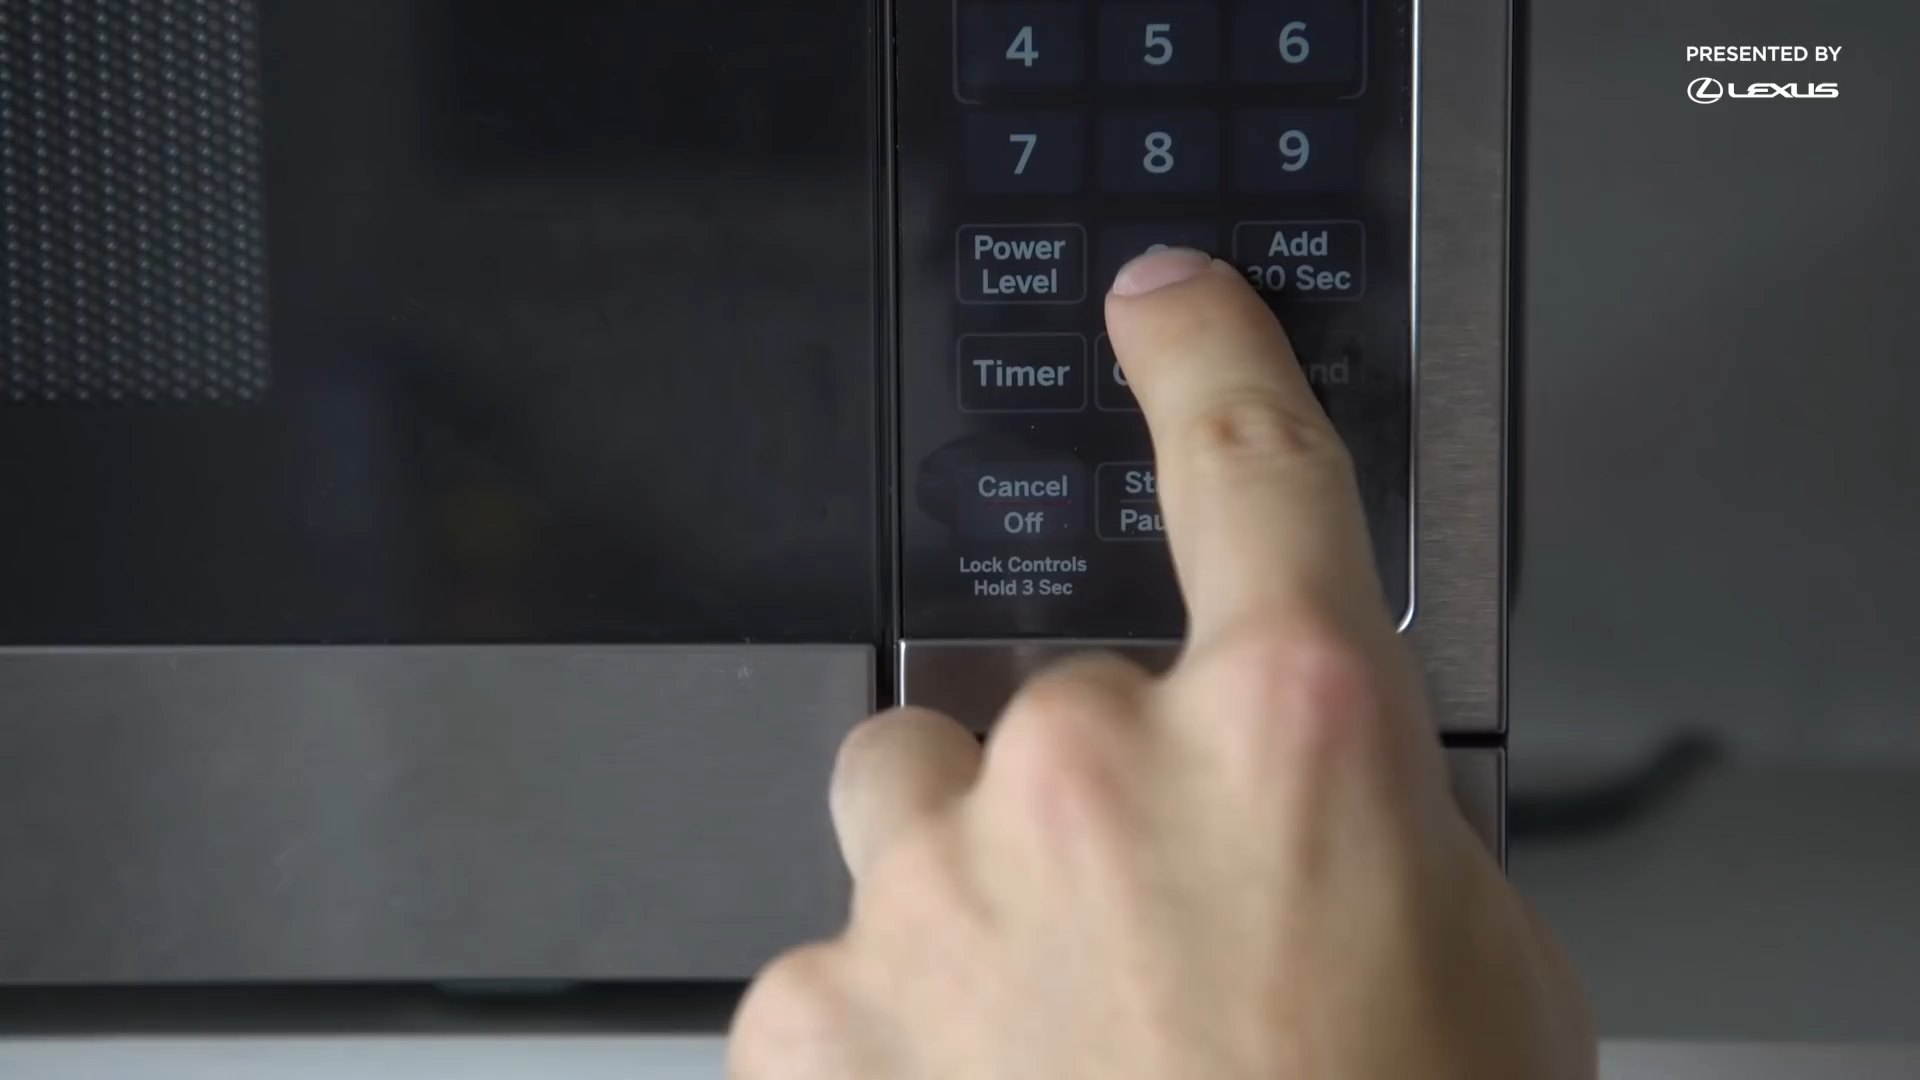 PRESENTED BY
LEXUS
4 5 6
7 8 9
Power Level
Add 30 Sec
Timer
Cancel
Off
Lock Controls
Hold 3 Sec